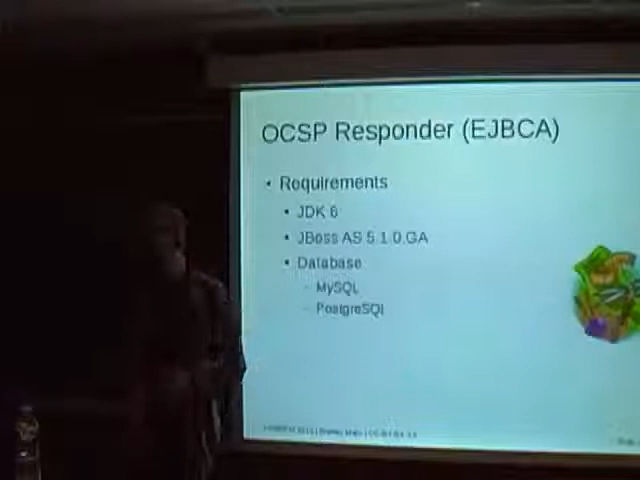 OCSP Responder (EJBCA)
• Requirements
• JDK 6
• JBoss AS 5.1.0.GA
• Database
– MySQL
– PostgreSQL